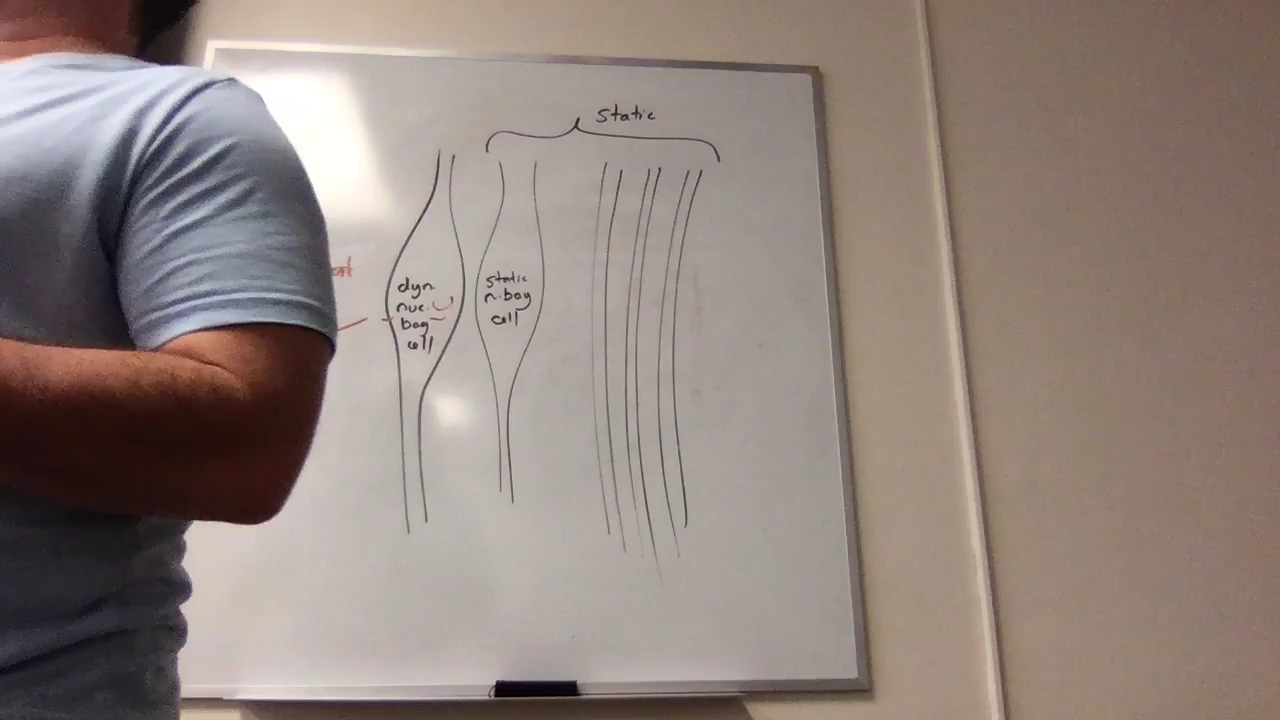 static
dyn.
nuc.
bag
cell
static
n.bag
cell